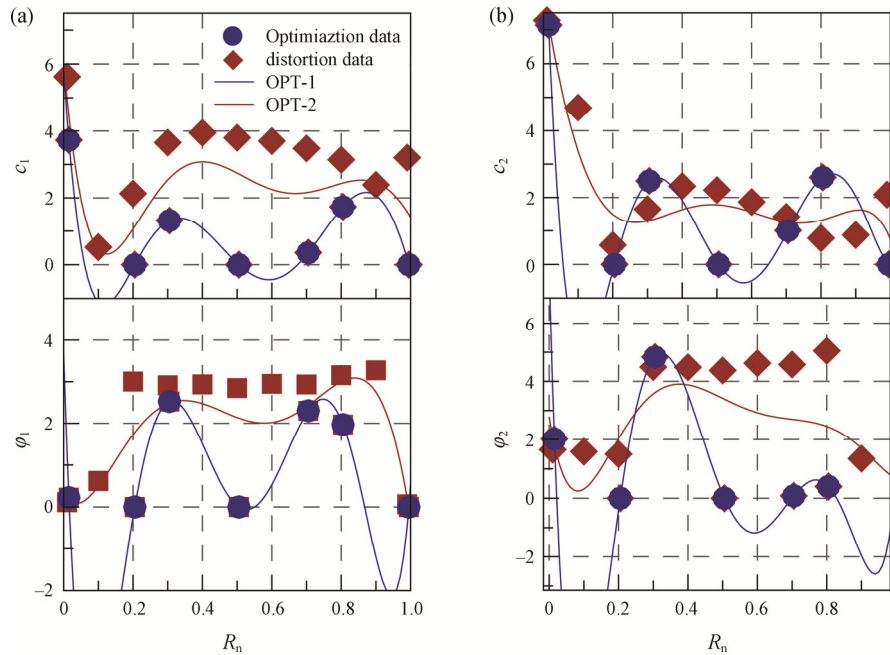 (a)
Optimiaztion data
distortion data
OPT-1
OPT-2
6
4
2
0
c₁
4
2
0
–2
φ₁
0 0.2 0.4 0.6 0.8 1.0
Rₙ
(b)
6
4
2
0
c₂
6
4
2
0
–2
φ₂
0 0.2 0.4 0.6 0.8
Rₙ